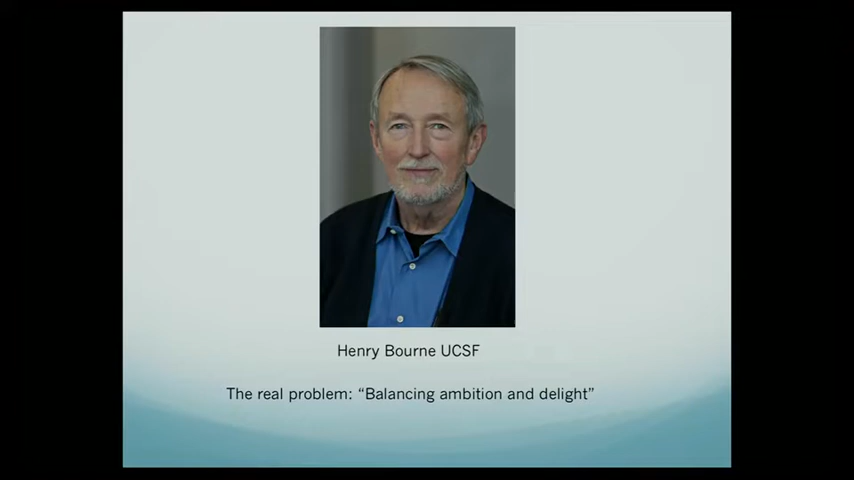 Henry Bourne UCSF
The real problem: “Balancing ambition and delight”